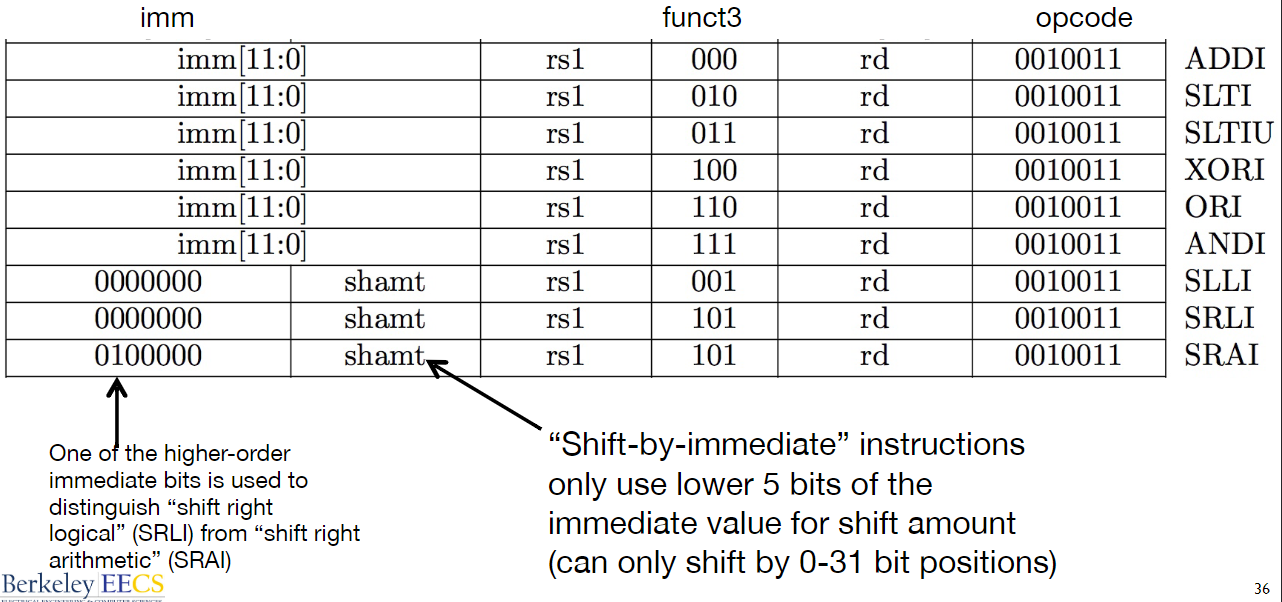 imm funct3 opcode
imm[11:0] rs1 000 rd 0010011 ADDI
imm[11:0] rs1 010 rd 0010011 SLTI
imm[11:0] rs1 011 rd 0010011 SLTIU
imm[11:0] rs1 100 rd 0010011 XORI
imm[11:0] rs1 110 rd 0010011 ORI
imm[11:0] rs1 111 rd 0010011 ANDI
0000000 shamt rs1 001 rd 0010011 SLLI
0000000 shamt rs1 101 rd 0010011 SRLI
0100000 shamt rs1 101 rd 0010011 SRAI
One of the higher-order
immediate bits is used to
distinguish “shift right
logical” (SRLI) from “shift right
arithmetic” (SRAI)
“Shift-by-immediate” instructions
only use lower 5 bits of the
immediate value for shift amount
(can only shift by 0-31 bit positions)
Berkeley EECS
36